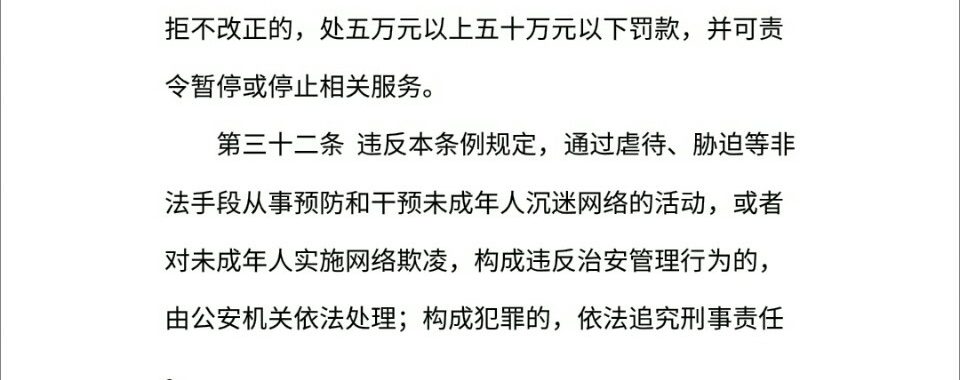 拒不改正的，处五万元以上五十万元以下罚款，并可责
令暂停或停止相关服务。
第三十二条 违反本条例规定，通过虐待、胁迫等非
法手段从事预防和干预未成年人沉迷网络的活动，或者
对未成年人实施网络欺凌，构成违反治安管理行为的，
由公安机关依法处理；构成犯罪的，依法追究刑事责任
。